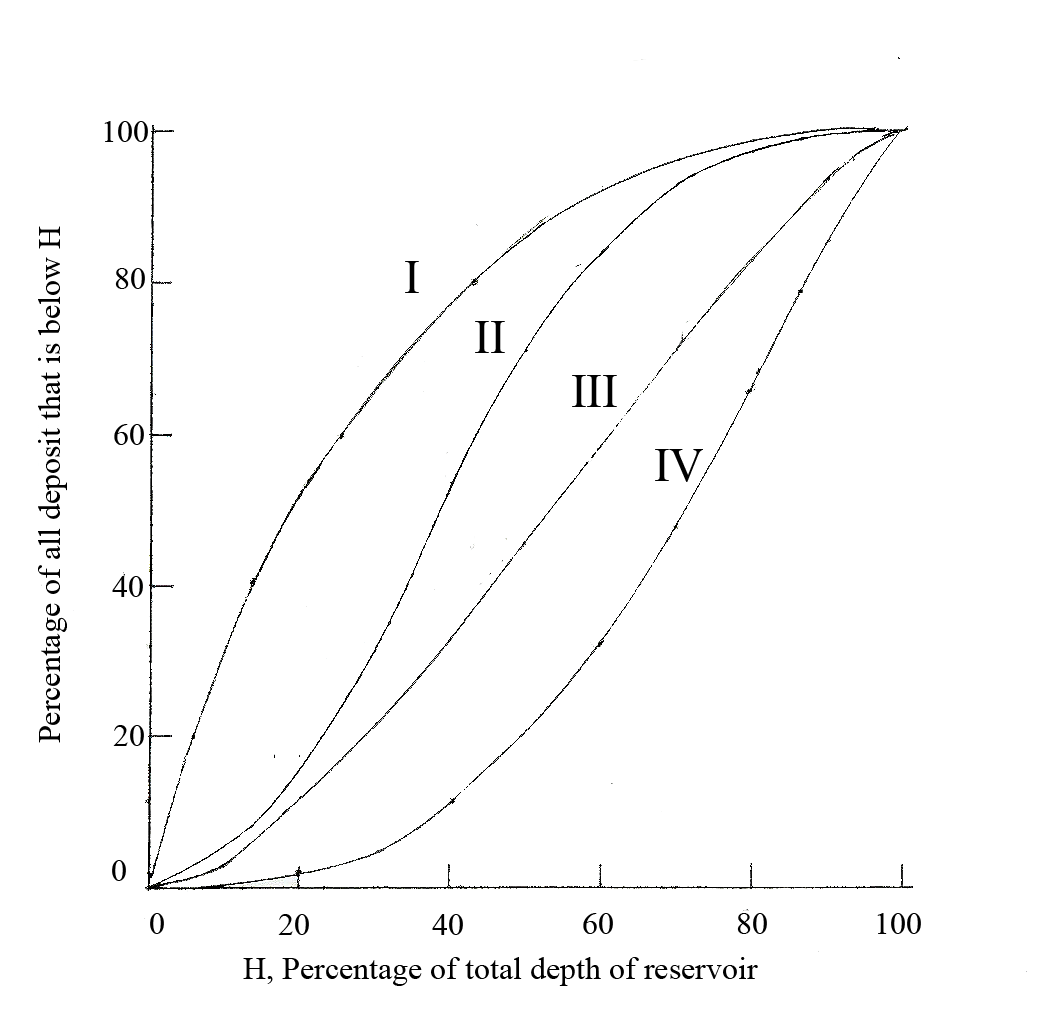 100
80
60
40
20
0
Percentage of all deposit that is below H
I
II
III
IV
0 20 40 60 80 100
H, Percentage of total depth of reservoir